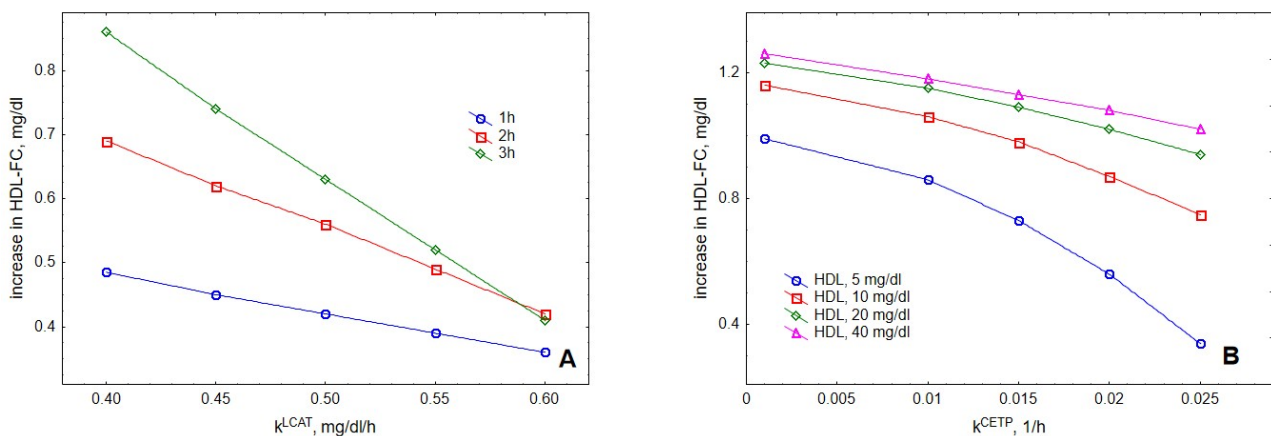 increase in HDL-FC, mg/dl
0.8
0.7
0.6
0.5
0.4
1h
2h
3h
A
0.40 0.45 0.50 0.55 0.60
k^LCAT, mg/dl/h
increase in HDL-FC, mg/dl
1.2
0.8
0.4
HDL, 5 mg/dl
HDL, 10 mg/dl
HDL, 20 mg/dl
HDL, 40 mg/dl
B
0 0.005 0.01 0.015 0.02 0.025
k^CETP, 1/h